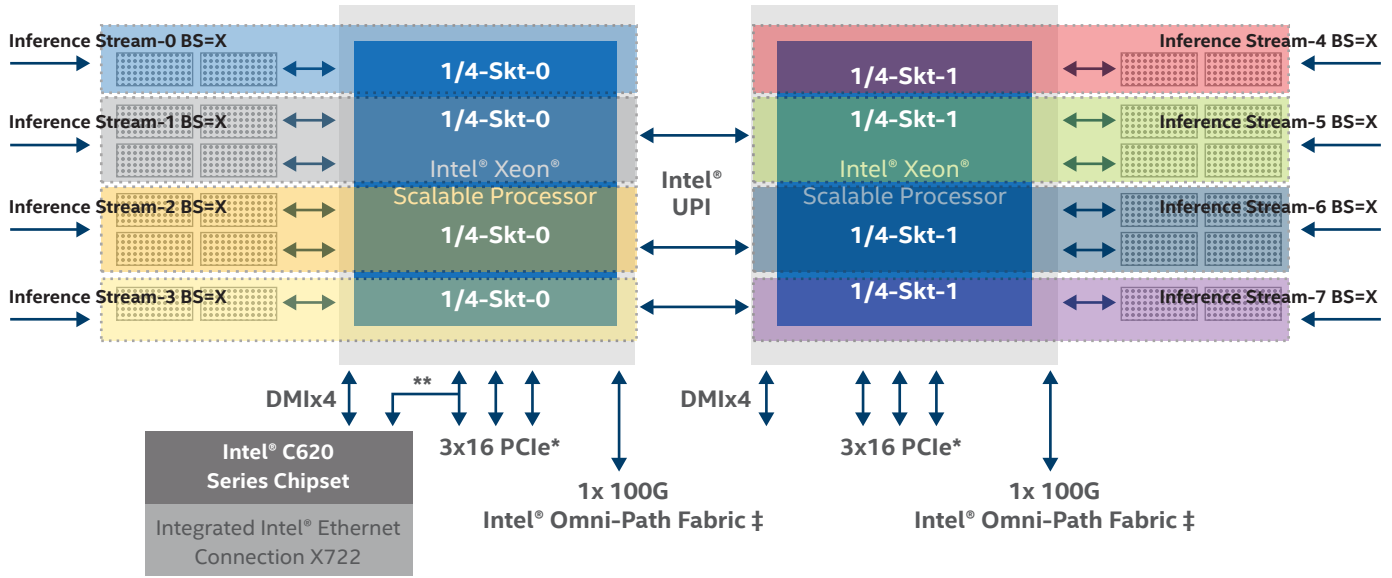 Inference Stream-0 BS=X
1/4-Skt-0
Inference Stream-1 BS=X
1/4-Skt-0
Intel® Xeon®
Scalable Processor
Inference Stream-2 BS=X
1/4-Skt-0
Inference Stream-3 BS=X
1/4-Skt-0
Intel®
UPI
1/4-Skt-1
Inference Stream-4 BS=X
1/4-Skt-1
Inference Stream-5 BS=X
Intel® Xeon®
Scalable Processor
1/4-Skt-1
Inference Stream-6 BS=X
1/4-Skt-1
Inference Stream-7 BS=X
DMIx4
**
3x16 PCIe*
Intel® C620
Series Chipset
Integrated Intel® Ethernet
Connection X722
1x 100G
Intel® Omni-Path Fabric ‡
DMIx4
3x16 PCIe*
1x 100G
Intel® Omni-Path Fabric ‡